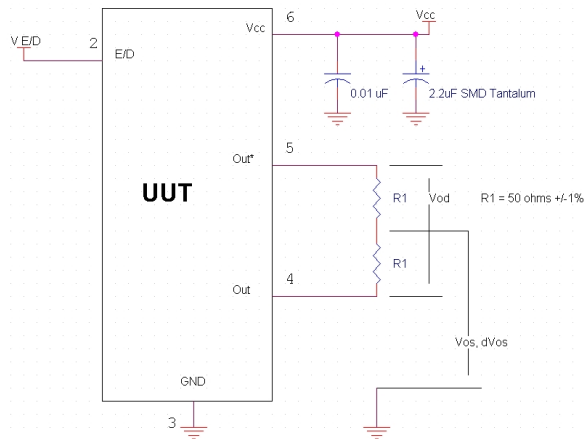 6
Vcc
Vcc
V E/D
2
E/D
0.01 uF
+
2.2uF SMD Tantalum
5
Out*
UUT
R1
Vod
R1 = 50 ohms +/-1%
R1
4
Out
Vos, dVos
GND
3